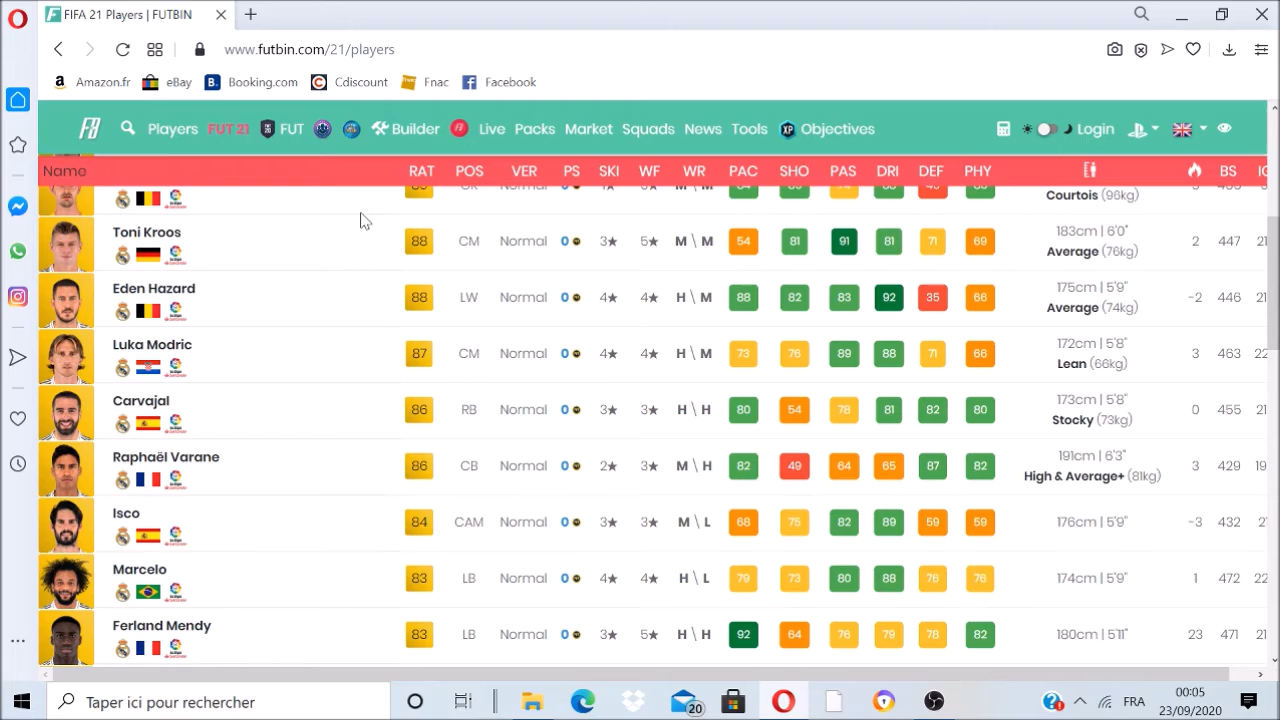 FIFA 21 Players | FUTBIN
www.futbin.com/21/players
Amazon.fr eBay B. Booking.com Cdiscount Fnac Facebook
Players FUT 21 FUT Builder Live Packs Market Squads News Tools XP Objectives Login
Name RAT POS VER PS SKI WF WR PAC SHO PAS DRI DEF PHY BS
Courtois (96kg)
Toni Kroos 88 CM Normal 0 3★ 5★ M \ M 54 81 91 81 71 69 183cm | 6'0" 2 447
Average (76kg)
Eden Hazard 88 LW Normal 0 4★ 4★ H \ M 88 82 83 92 35 66 175cm | 5'9" -2 446
Average (74kg)
Luka Modric 87 CM Normal 0 4★ 4★ H \ M 73 76 89 88 71 66 172cm | 5'8" 3 463
Lean (66kg)
Carvajal 86 RB Normal 0 3★ 3★ H \ H 80 54 78 81 82 80 173cm | 5'8" 0 455
Stocky (73kg)
Raphaël Varane 86 CB Normal 0 2★ 3★ M \ H 82 49 64 65 87 82 191cm | 6'3" 3 429
High & Average+ (81kg)
Isco 84 CAM Normal 0 3★ 3★ M \ L 68 75 82 89 59 59 176cm | 5'9" -3 432
Marcelo 83 LB Normal 0 4★ 4★ H \ L 79 73 80 88 76 76 174cm | 5'9" 1 472
Ferland Mendy 83 LB Normal 0 3★ 5★ H \ H 92 64 76 79 78 82 180cm | 5'11" 23 471
Taper ici pour rechercher 20 FRA 00:05
23/09/2020